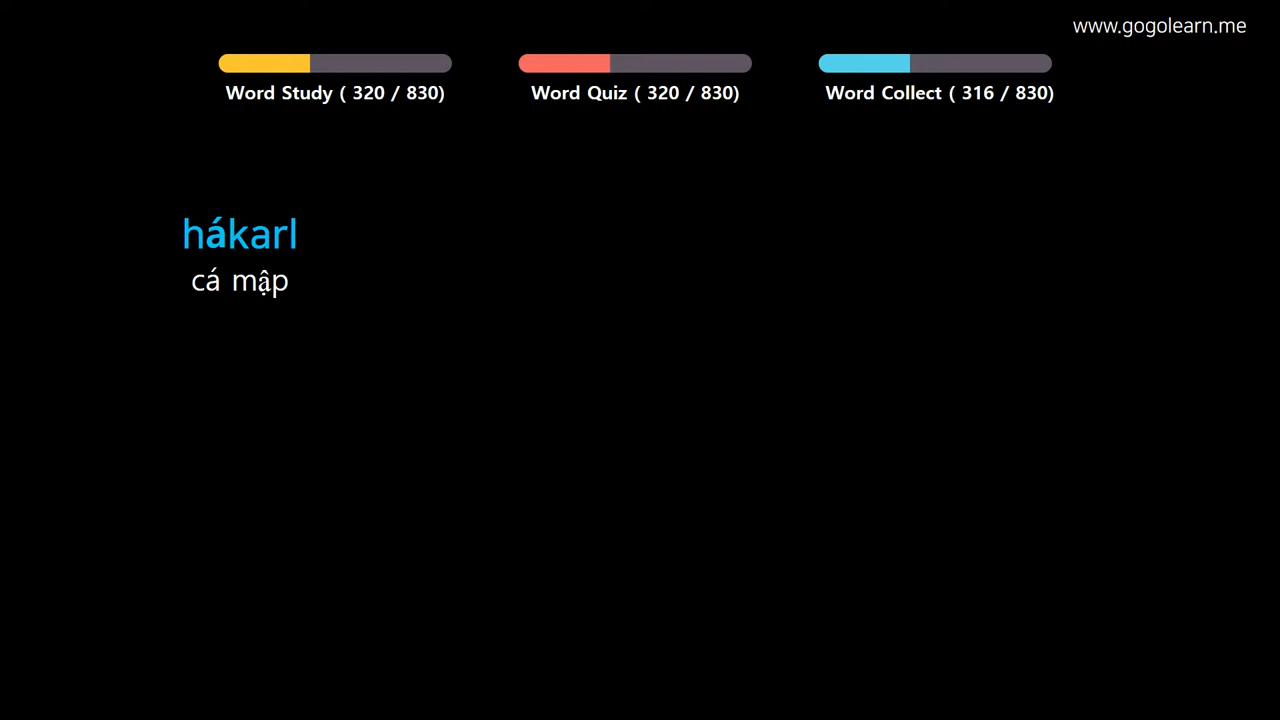 www.gogolearn.me
Word Study ( 320 / 830)
Word Quiz ( 320 / 830)
Word Collect ( 316 / 830)
hákarl
cá mập